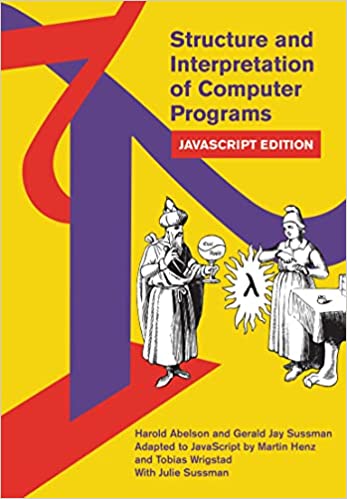 Structure and
Interpretation
of Computer
Programs
JAVASCRIPT EDITION
λ
Harold Abelson and Gerald Jay Sussman
Adapted to JavaScript by Martin Henz
and Tobias Wrigstad
With Julie Sussman